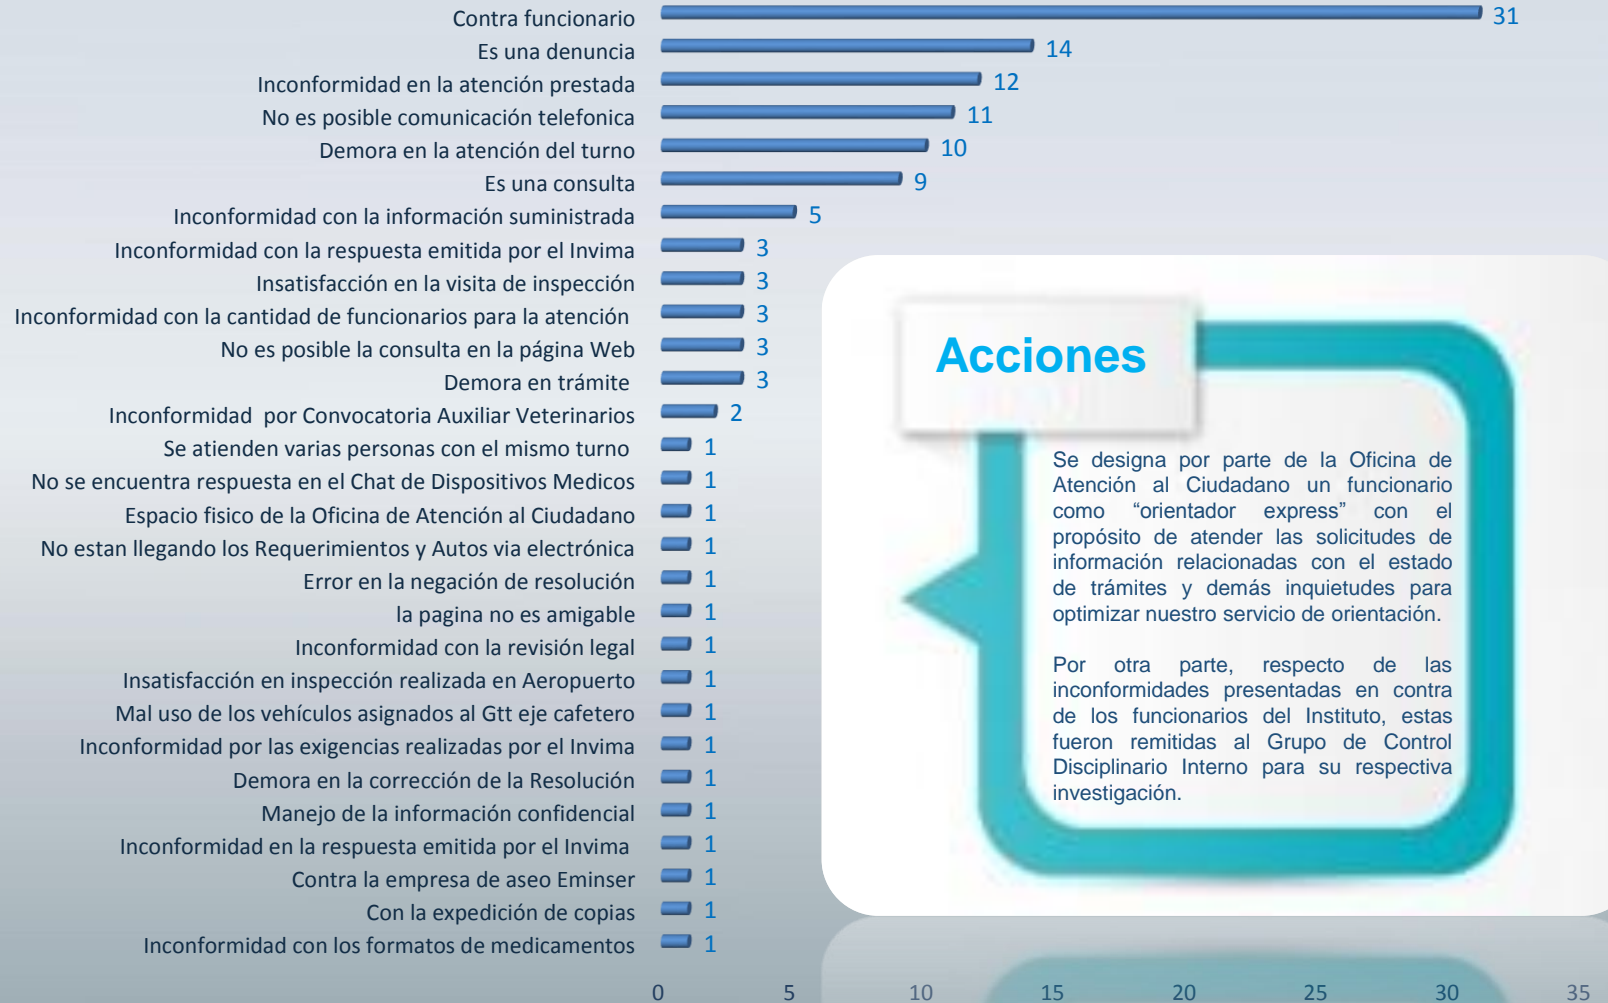 Contra funcionario 31
Es una denuncia 14
Inconformidad en la atención prestada 12
No es posible comunicación telefonica 11
Demora en la atención del turno 10
Es una consulta 9
Inconformidad con la información suministrada 5
Inconformidad con la respuesta emitida por el Invima 3
Insatisfacción en la visita de inspección 3
Inconformidad con la cantidad de funcionarios para la atención 3
No es posible la consulta en la página Web 3
Demora en trámite 3
Inconformidad por Convocatoria Auxiliar Veterinarios 2
Se atienden varias personas con el mismo turno 1
No se encuentra respuesta en el Chat de Dispositivos Medicos 1
Espacio fisico de la Oficina de Atención al Ciudadano 1
No estan llegando los Requerimientos y Autos via electrónica 1
Error en la negación de resolución 1
la pagina no es amigable 1
Inconformidad con la revisión legal 1
Insatisfacción en inspección realizada en Aeropuerto 1
Mal uso de los vehículos asignados al Gtt eje cafetero 1
Inconformidad por las exigencias realizadas por el Invima 1
Demora en la corrección de la Resolución 1
Manejo de la información confidencial 1
Inconformidad en la respuesta emitida por el Invima 1
Contra la empresa de aseo Eminser 1
Con la expedición de copias 1
Inconformidad con los formatos de medicamentos 1
0 5 10 15 20 25 30 35
Acciones
Se designa por parte de la Oficina de
Atención al Ciudadano un funcionario
como “orientador express” con el
propósito de atender las solicitudes de
información relacionadas con el estado
de trámites y demás inquietudes para
optimizar nuestro servicio de orientación.
Por otra parte, respecto de las
inconformidades presentadas en contra
de los funcionarios del Instituto, estas
fueron remitidas al Grupo de Control
Disciplinario Interno para su respectiva
investigación.